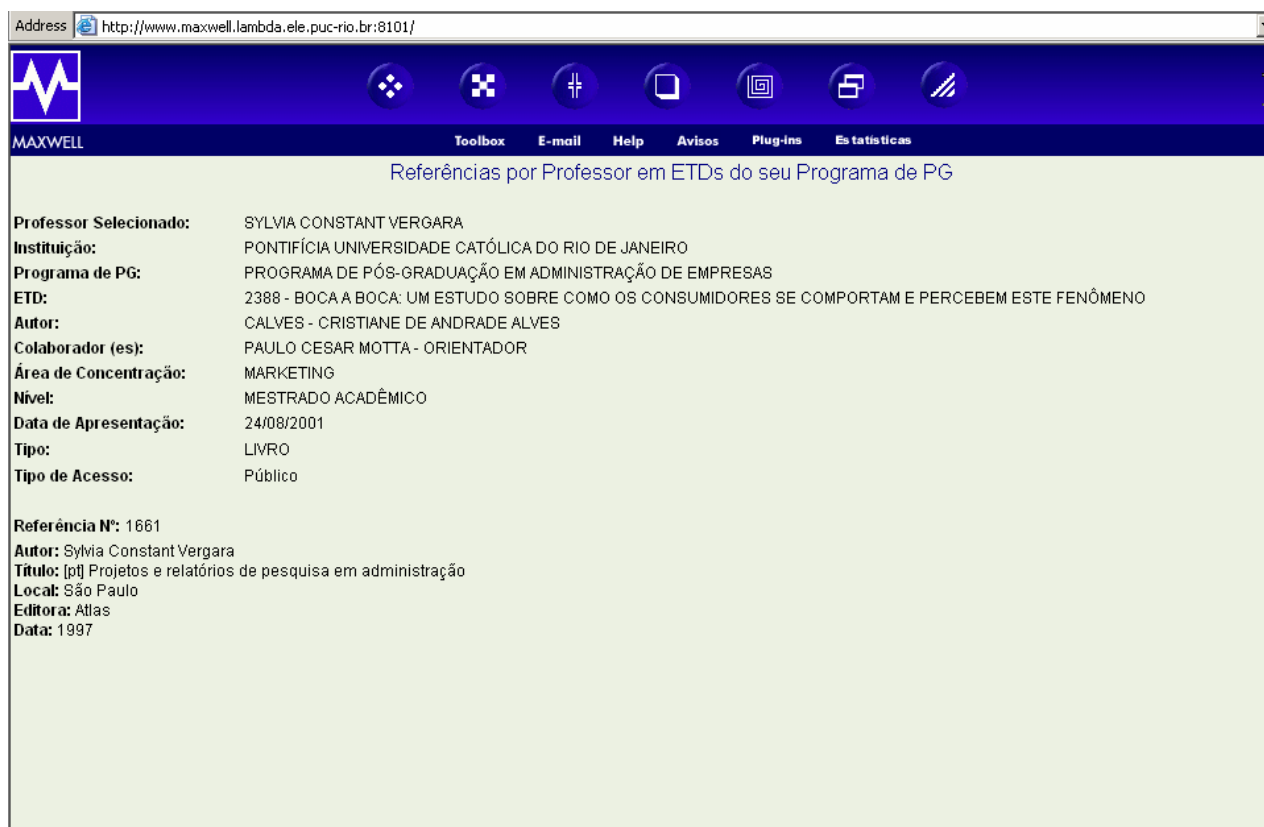 Address http://www.maxwell.lambda.ele.puc-rio.br:8101/
MAXWELL
Toolbox E-mail Help Avisos Plug-ins Estatísticas
Referências por Professor em ETDs do seu Programa de PG
Professor Selecionado: SYLVIA CONSTANT VERGARA
Instituição: PONTIFÍCIA UNIVERSIDADE CATÓLICA DO RIO DE JANEIRO
Programa de PG: PROGRAMA DE PÓS-GRADUAÇÃO EM ADMINISTRAÇÃO DE EMPRESAS
ETD: 2388 - BOCA A BOCA: UM ESTUDO SOBRE COMO OS CONSUMIDORES SE COMPORTAM E PERCEBEM ESTE FENÔMENO
Autor: CALVES - CRISTIANE DE ANDRADE ALVES
Colaborador (es): PAULO CESAR MOTTA - ORIENTADOR
Área de Concentração: MARKETING
Nível: MESTRADO ACADÊMICO
Data de Apresentação: 24/08/2001
Tipo: LIVRO
Tipo de Acesso: Público
Referência Nº: 1661
Autor: Sylvia Constant Vergara
Título: [pt] Projetos e relatórios de pesquisa em administração
Local: São Paulo
Editora: Atlas
Data: 1997